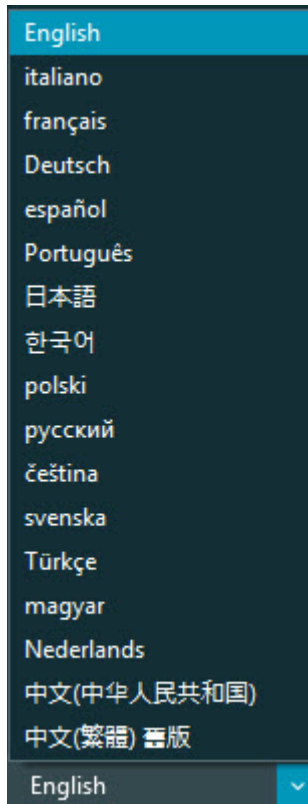 English
italiano
français
Deutsch
español
Português
日本語
한국어
polski
русский
čeština
svenska
Türkçe
magyar
Nederlands
中文(中华人民共和国)
中文(繁體) 舊版
English